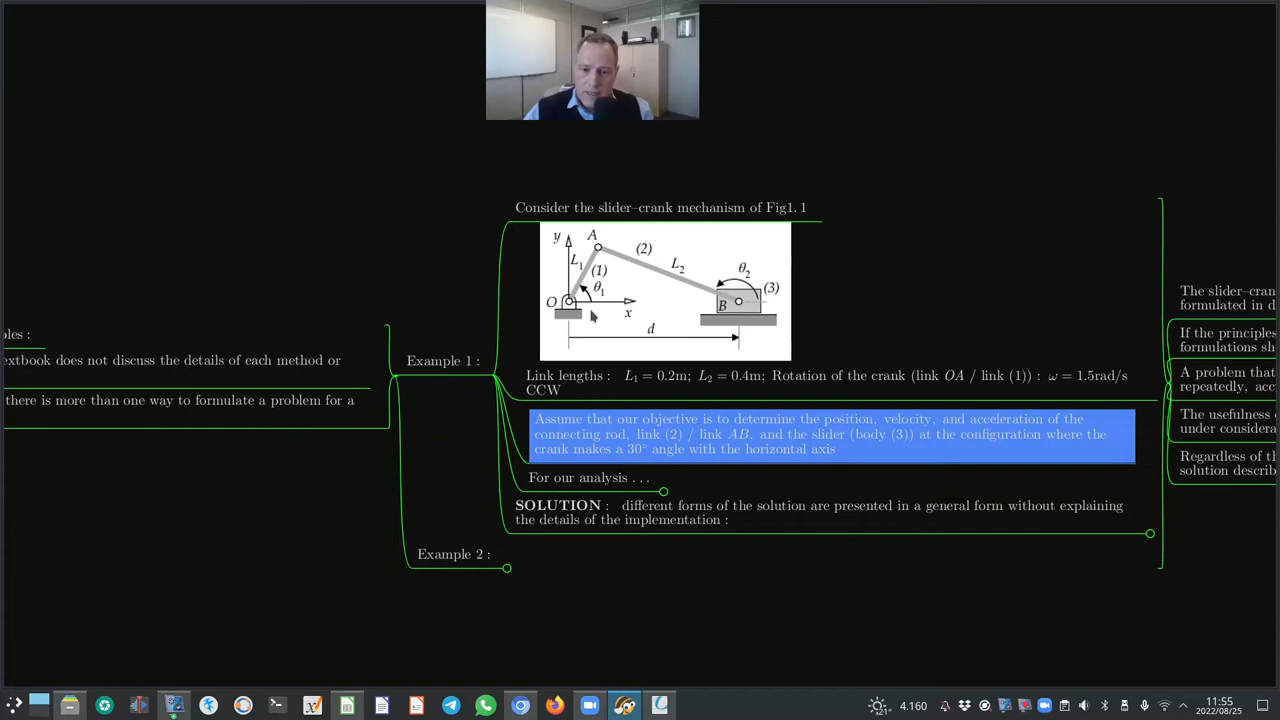 Consider the slider–crank mechanism of Fig1.1
y
A
(2)
L1
(1)
L2
θ2
θ1
(3)
O
B
x
d
ples :
extbook does not discuss the details of each method or
there is more than one way to formulate a problem for a
Example 1 :
Link lengths : L1 = 0.2m; L2 = 0.4m; Rotation of the crank (link OA / link (1)) : ω = 1.5rad/s
CCW
Assume that our objective is to determine the position, velocity, and acceleration of the
connecting rod, link (2) / link AB, and the slider (body (3)) at the configuration where the
crank makes a 30° angle with the horizontal axis
For our analysis . . .
SOLUTION : different forms of the solution are presented in a general form without explaining
the details of the implementation :
Example 2 :
The slider–cran
formulated in d
If the principles
formulations sh
A problem that
repeatedly, acc
The usefulness o
under considera
Regardless of th
solution describ
+21°
4.160
11:55
2022/08/25